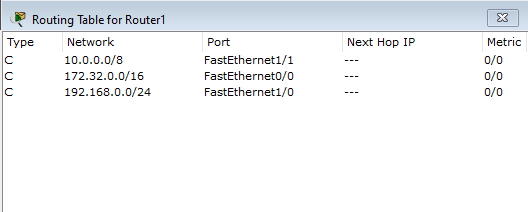 Routing Table for Router1
Type Network Port Next Hop IP Metric
C 10.0.0.0/8 FastEthernet1/1 --- 0/0
C 172.32.0.0/16 FastEthernet0/0 --- 0/0
C 192.168.0.0/24 FastEthernet1/0 --- 0/0